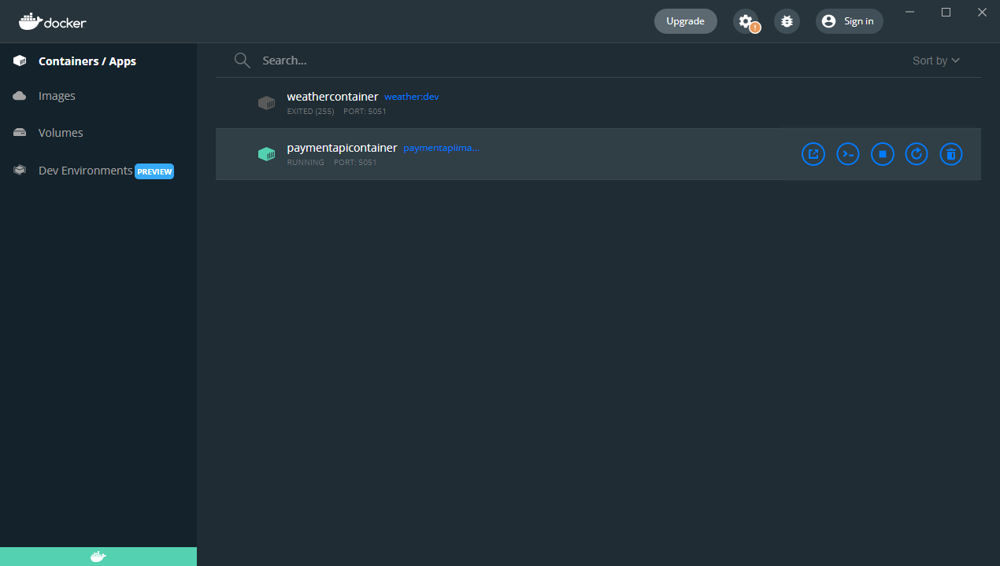 docker
Upgrade
!
Sign in
Containers / Apps
Images
Volumes
Dev Environments PREVIEW
Search...
Sort by
weathercontainer weather:dev
EXITED (255) PORT: 5051
paymentapicontainer paymentapiima...
RUNNING PORT: 5051